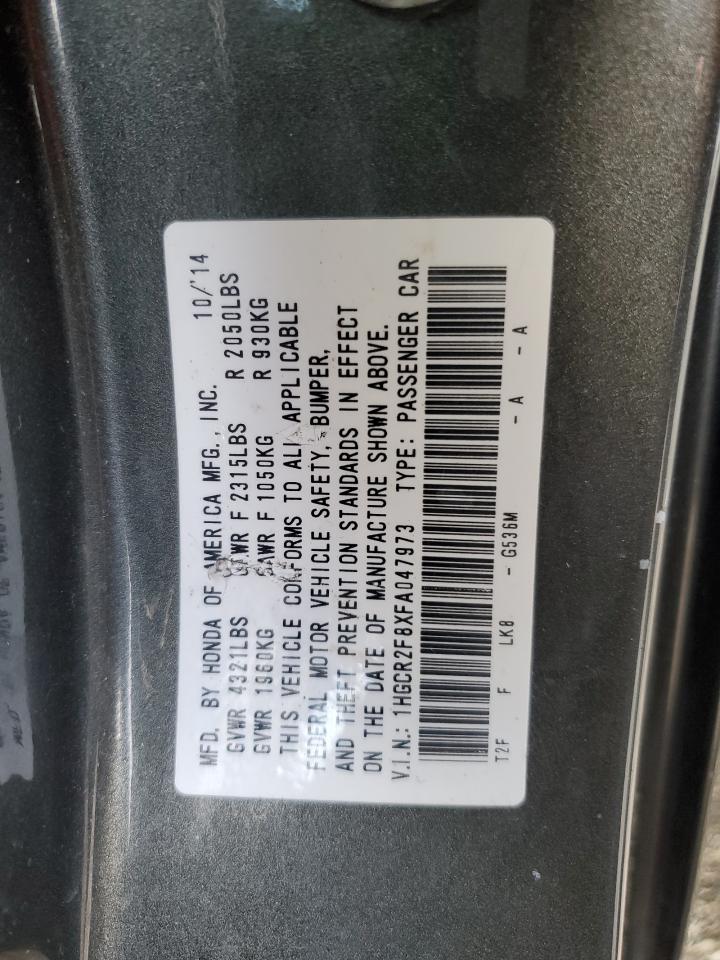 MFD. BY HONDA OF AMERICA MFG., INC. 10/'14
GVWR 4321LBS GAWR F 2315LBS R 2050LBS
GVWR 1960KG GAWR F 1050KG R 930KG
THIS VEHICLE CONFORMS TO ALL APPLICABLE
FEDERAL MOTOR VEHICLE SAFETY, BUMPER,
AND THEFT PREVENTION STANDARDS IN EFFECT
ON THE DATE OF MANUFACTURE SHOWN ABOVE.
V.I.N.: 1HGCR2F8XFA047973 TYPE: PASSENGER CAR
T2F F LK8 - G536M - A - A